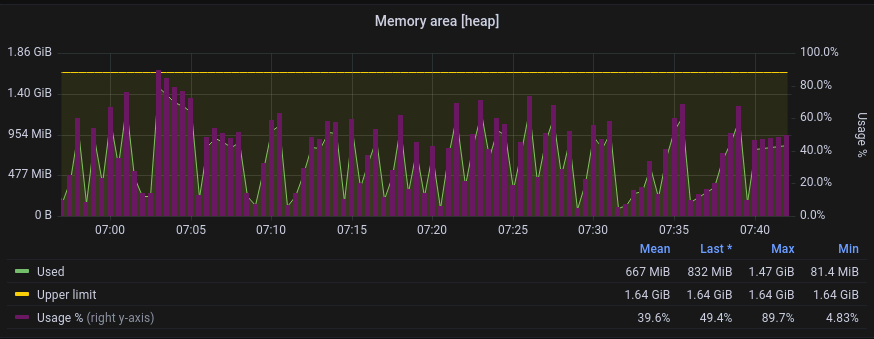 Memory area [heap]
1.86 GiB 100.0%
1.40 GiB 80.0%
954 MiB 60.0%
40.0%
477 MiB 20.0%
0 B 0.0%
Usage %
07:00 07:05 07:10 07:15 07:20 07:25 07:30 07:35 07:40
Mean Last * Max Min
Used 667 MiB 832 MiB 1.47 GiB 81.4 MiB
Upper limit 1.64 GiB 1.64 GiB 1.64 GiB 1.64 GiB
Usage % (right y-axis) 39.6% 49.4% 89.7% 4.83%